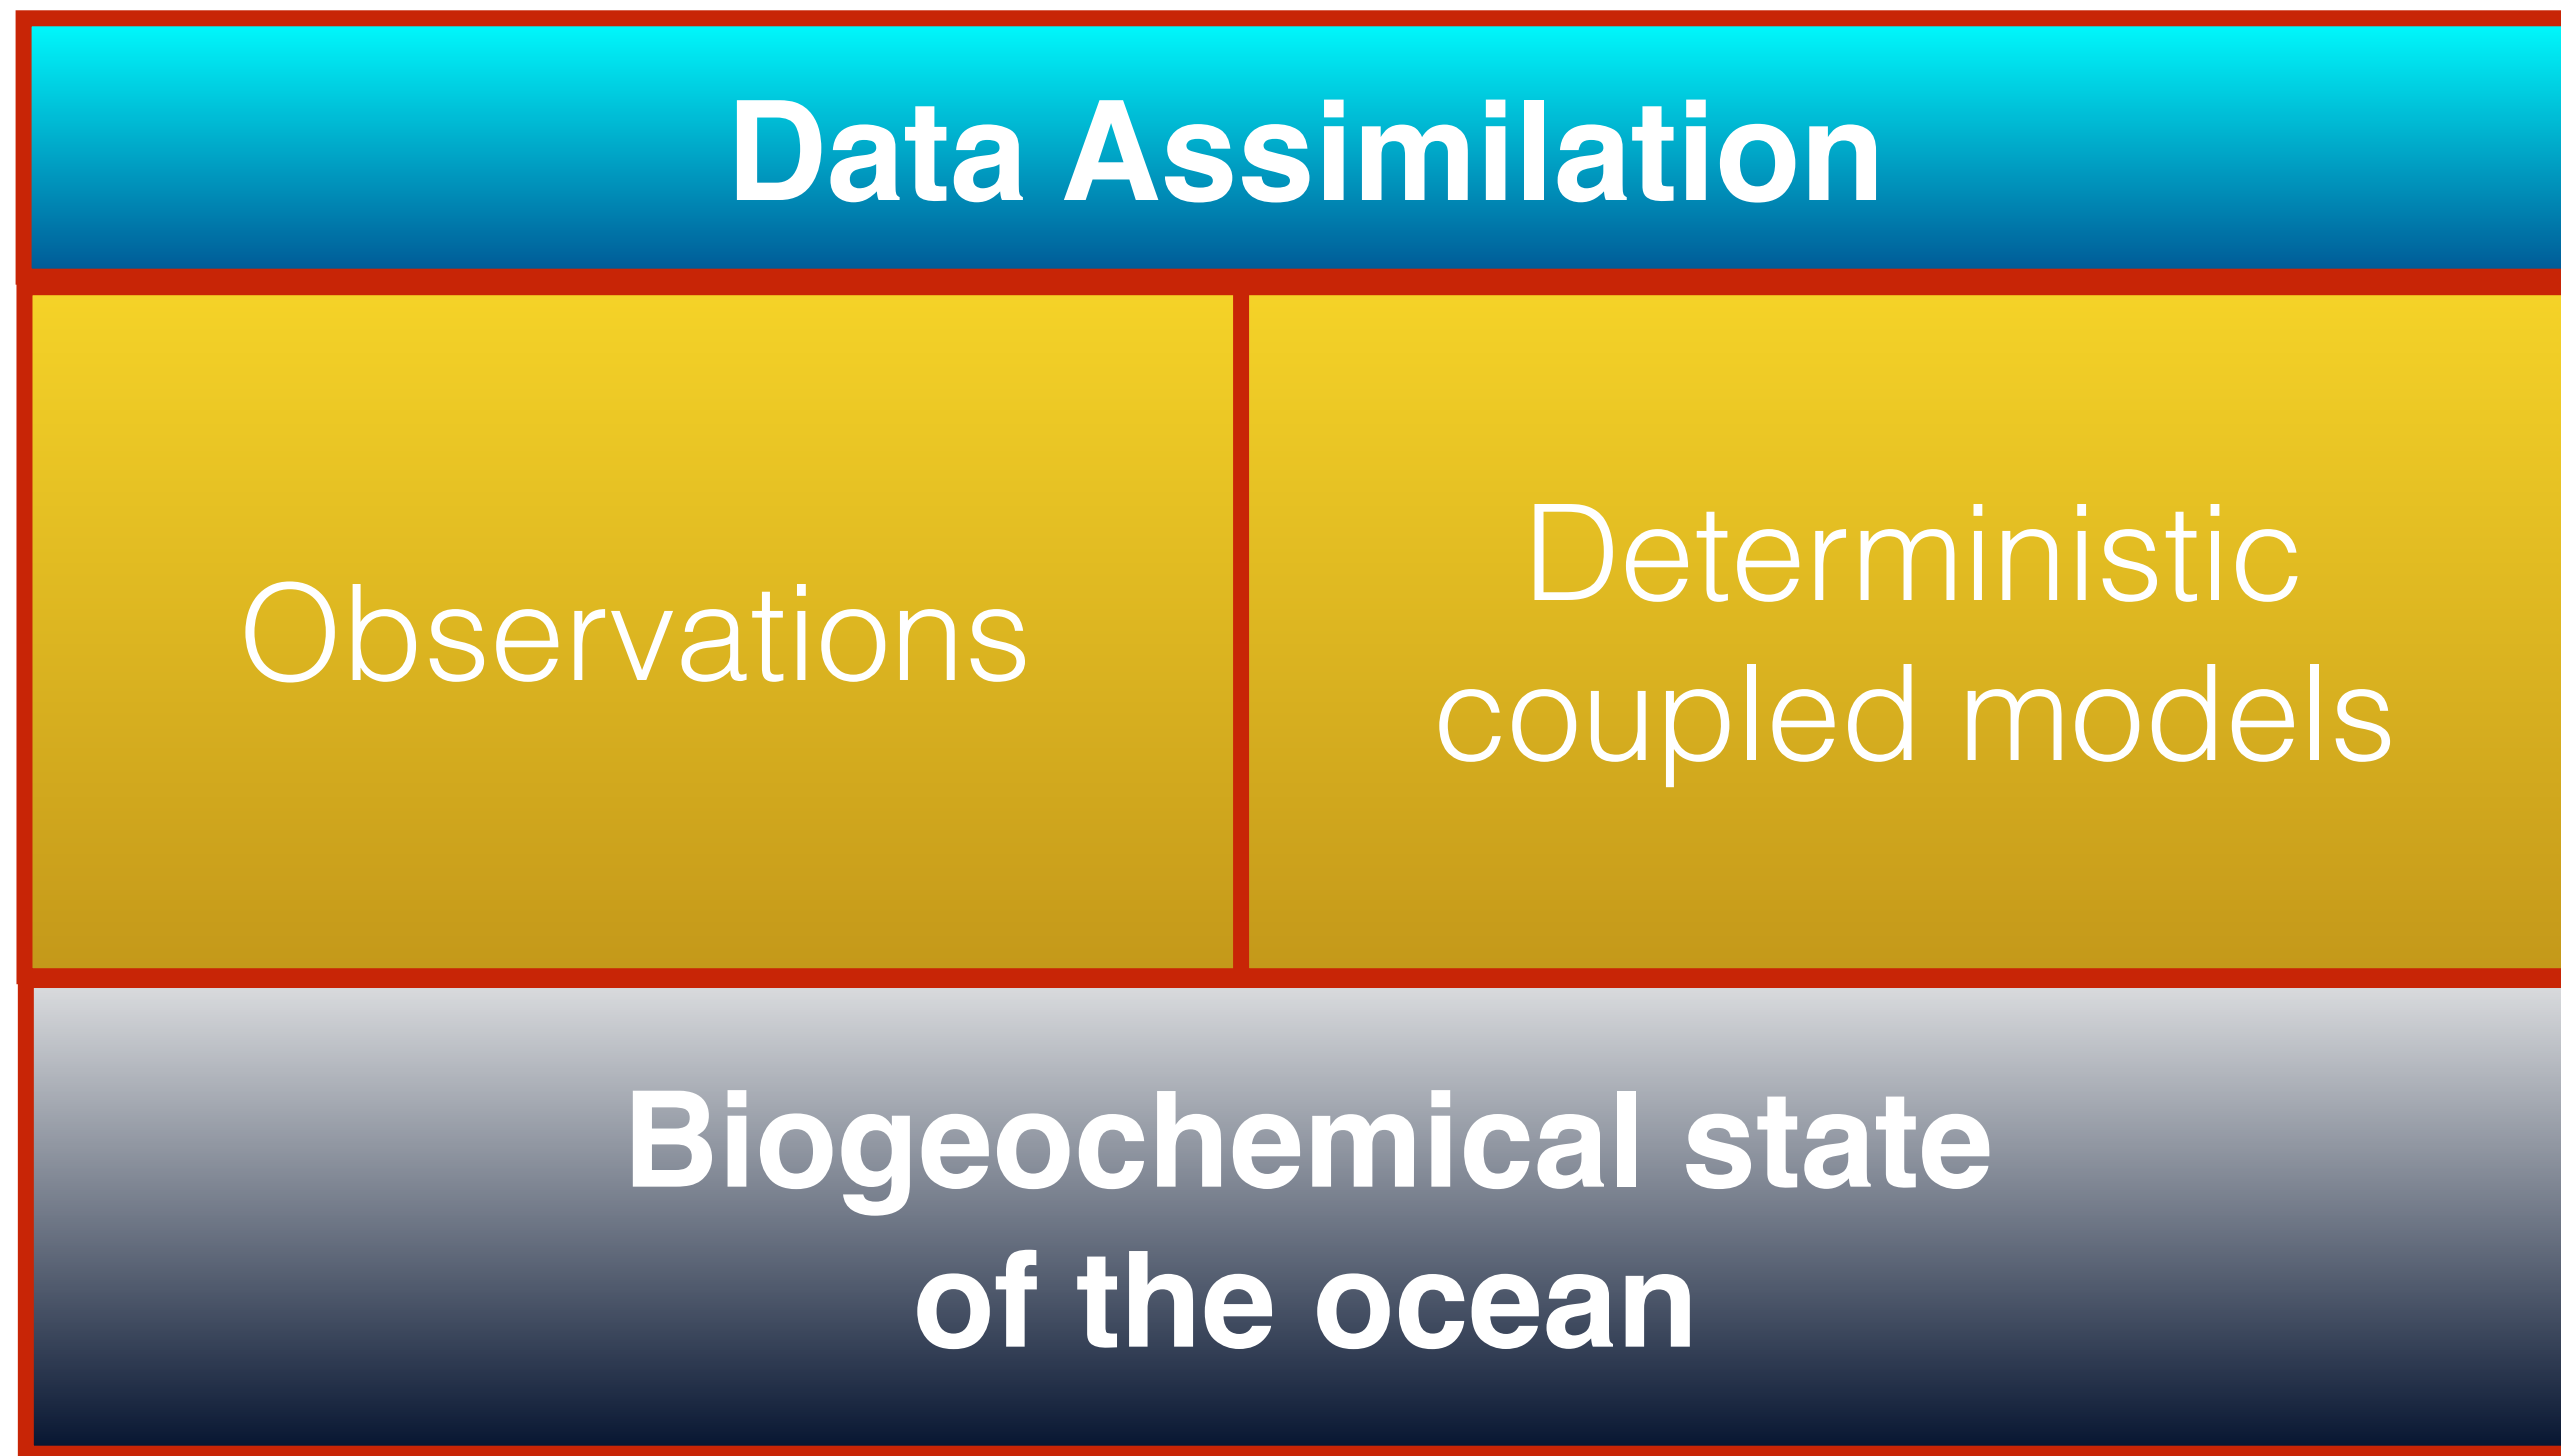 Data Assimilation
Observations
Deterministic
coupled models
Biogeochemical state
of the ocean